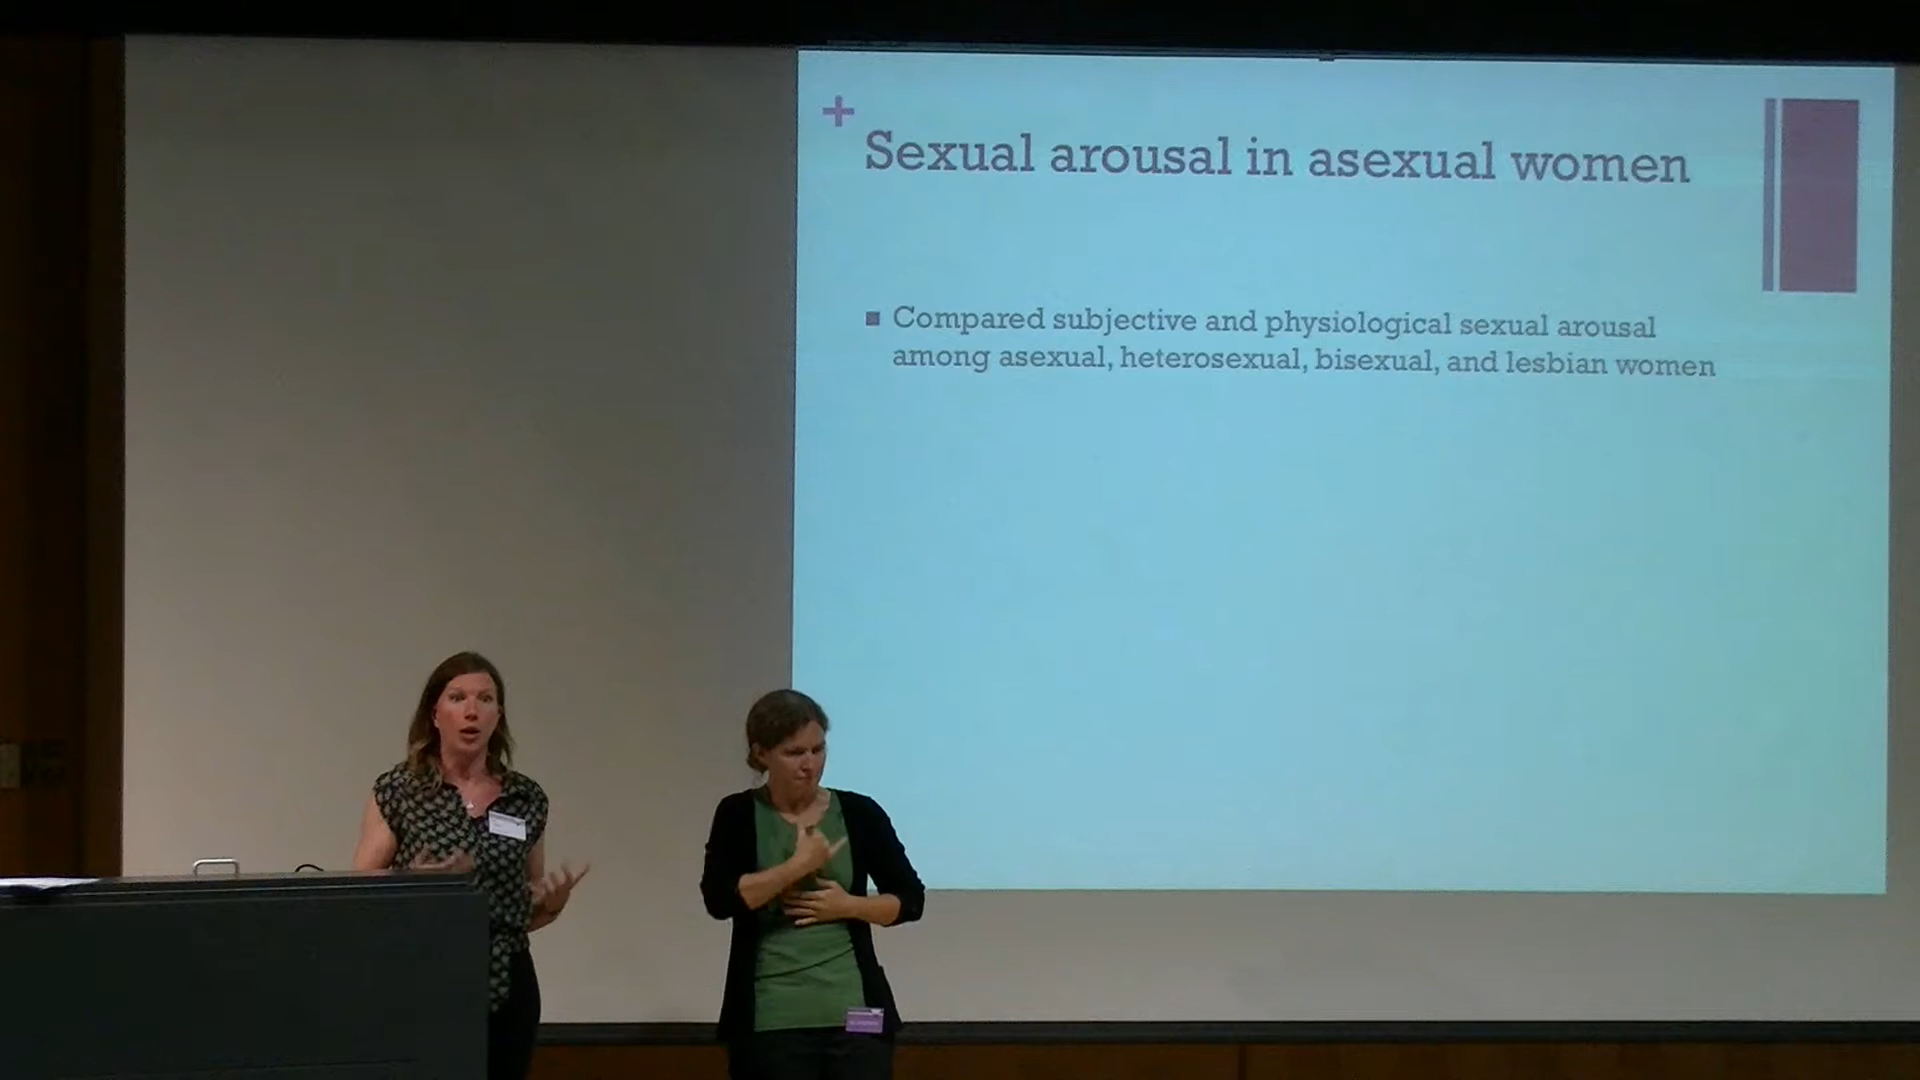 +
Sexual arousal in asexual women
■ Compared subjective and physiological sexual arousal
among asexual, heterosexual, bisexual, and lesbian women